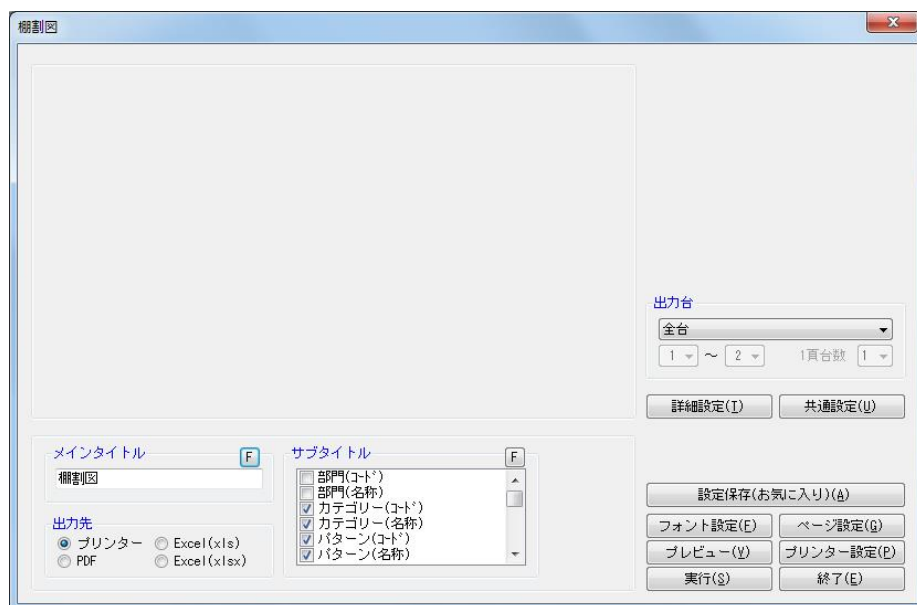 棚割図
出力台
全台
1 ～ 2 1頁台数 1
詳細設定(T) 共通設定(U)
メインタイトル F
棚割図
サブタイトル F
部門(ｺｰﾄﾞ)
部門(名称)
カテゴリー(ｺｰﾄﾞ)
カテゴリー(名称)
パターン(ｺｰﾄﾞ)
パターン(名称)
出力先
プリンター Excel(xls)
PDF Excel(xlsx)
設定保存(お気に入り)(A)
フォント設定(F) ページ設定(G)
プレビュー(V) プリンター設定(P)
実行(S) 終了(E)